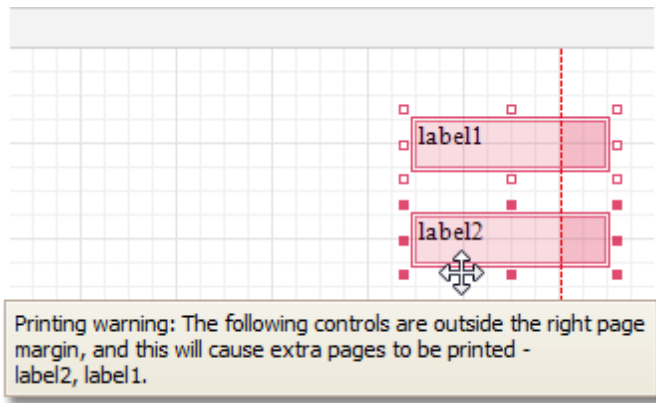 label1
label2
Printing warning: The following controls are outside the right page
margin, and this will cause extra pages to be printed -
label2, label1.